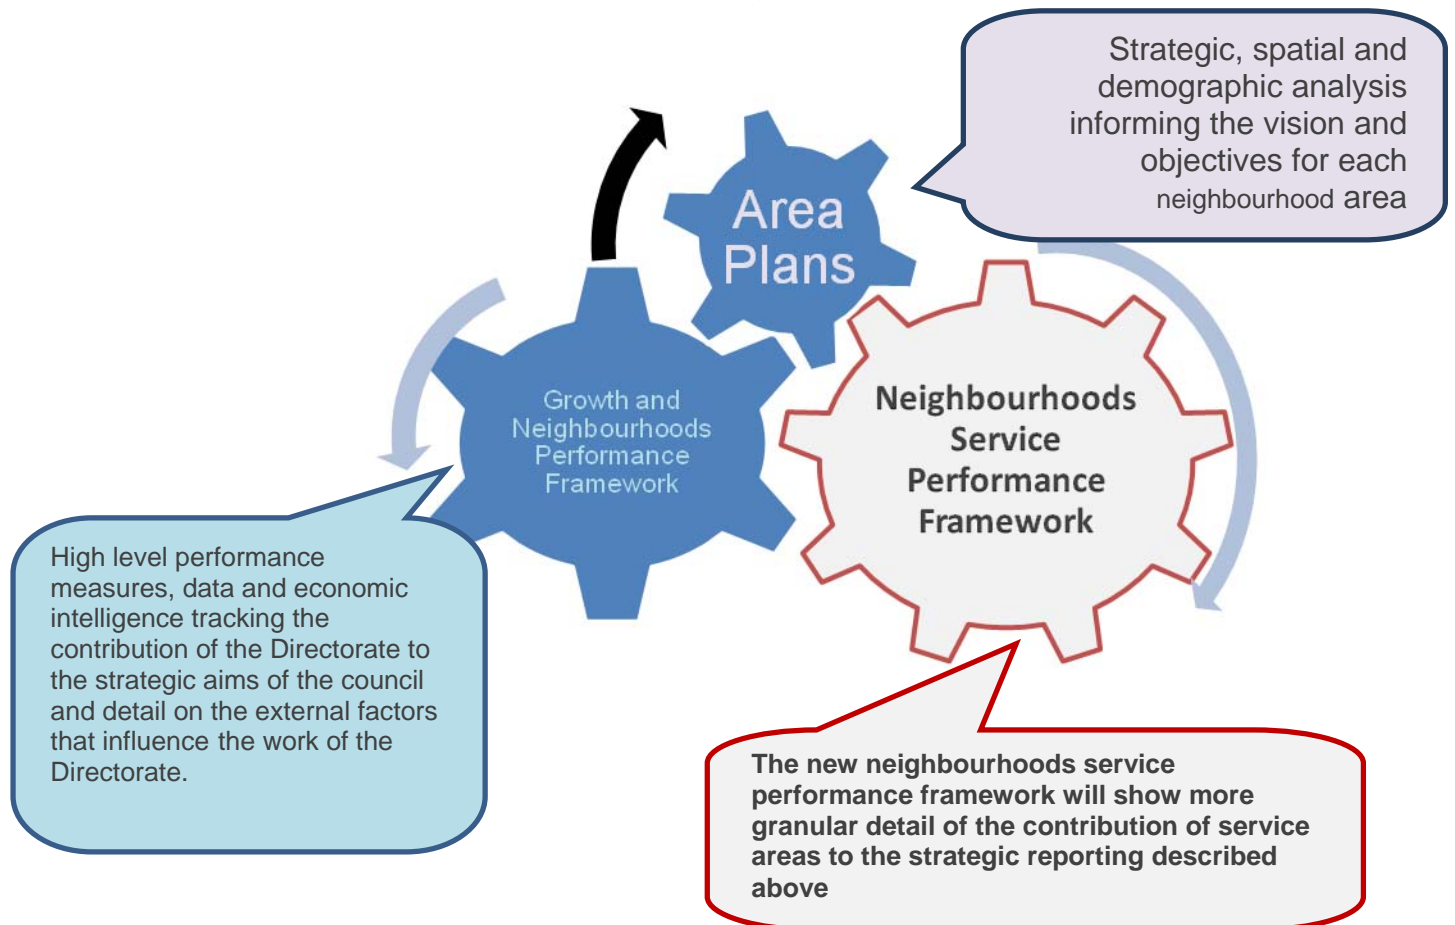 Strategic, spatial and
demographic analysis
informing the vision and
objectives for each
neighbourhood area
Area
Plans
Growth and
Neighbourhoods
Performance
Framework
Neighbourhoods
Service
Performance
Framework
High level performance
measures, data and economic
intelligence tracking the
contribution of the Directorate to
the strategic aims of the council
and detail on the external factors
that influence the work of the
Directorate.
The new neighbourhoods service
performance framework will show more
granular detail of the contribution of service
areas to the strategic reporting described
above